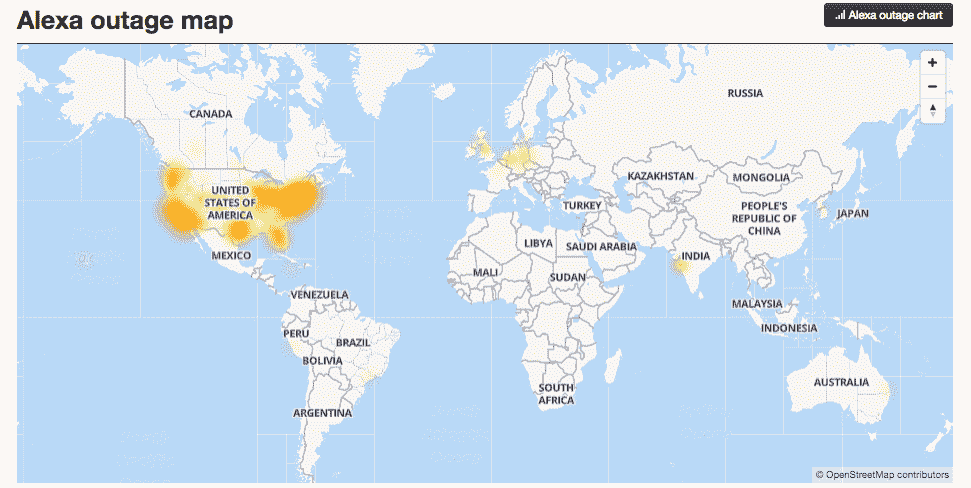 Alexa outage map
Alexa outage chart
CANADA
RUSSIA
UNITED
STATES OF
AMERICA
KAZAKHSTAN
MONGOLIA
TURKEY
PEOPLE'S
REPUBLIC OF
CHINA
JAPAN
MEXICO
LIBYA
SAUDI ARABIA
INDIA
MALI
SUDAN
VENEZUELA
MALAYSIA
INDONESIA
PERU
BRAZIL
BOLIVIA
SOUTH
AFRICA
AUSTRALIA
ARGENTINA
© OpenStreetMap contributors